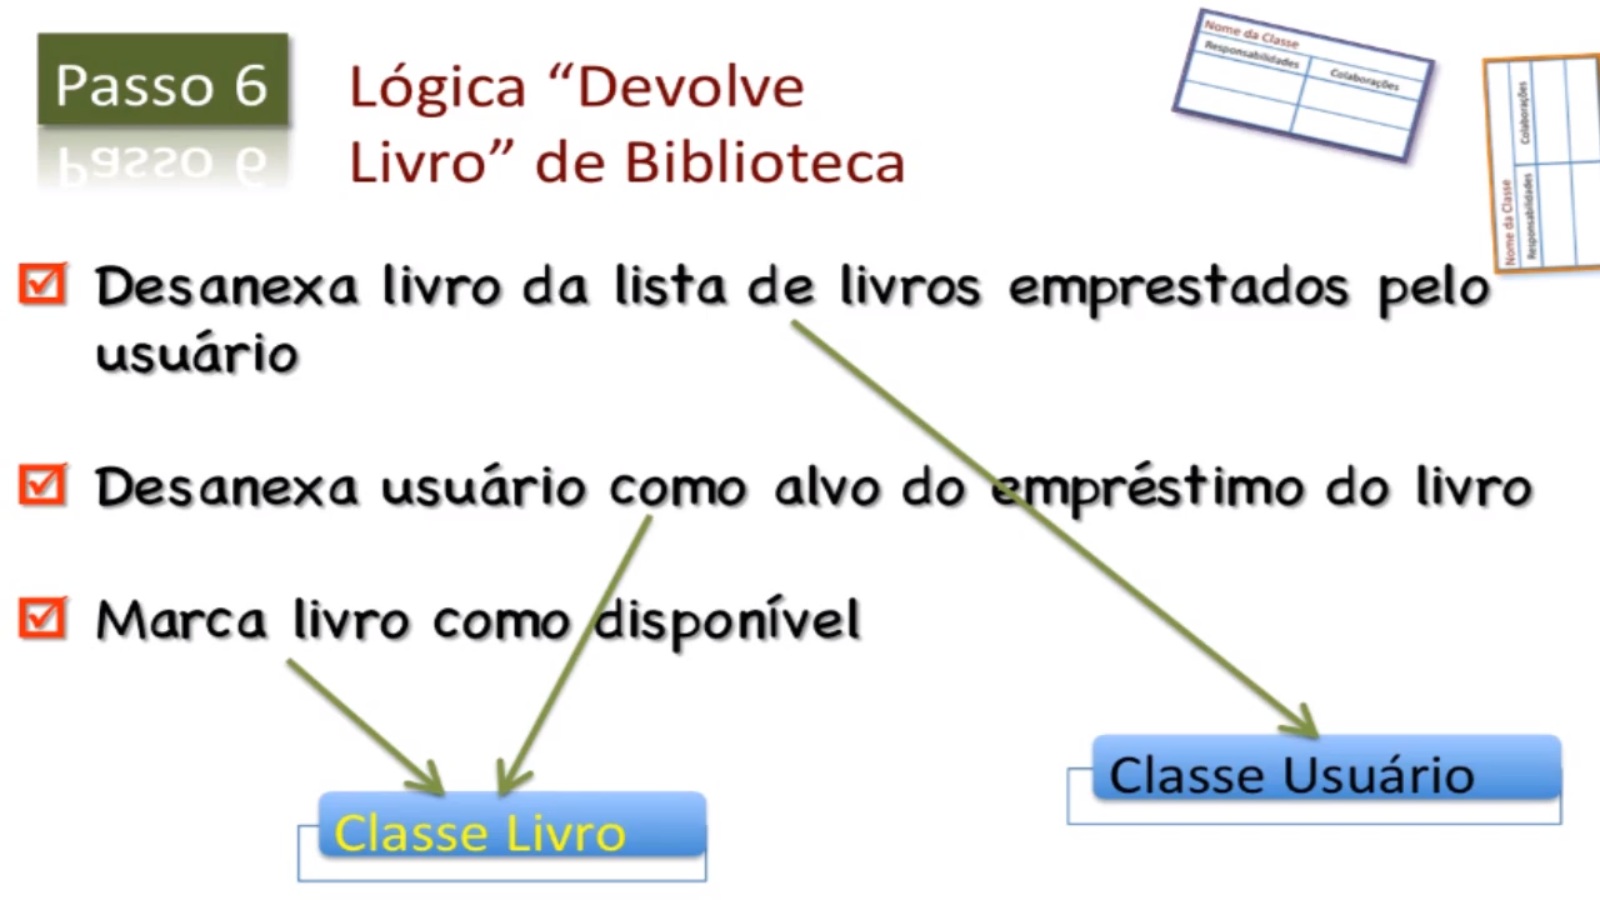 Passo 6
Lógica “Devolve
Livro” de Biblioteca
Nome da Classe
Responsabilidades
Colaborações
Nome da Classe
Responsabilidades
Colaborações
Desanexa livro da lista de livros emprestados pelo
usuário
Desanexa usuário como alvo do empréstimo do livro
Marca livro como disponível
Classe Usuário
Classe Livro